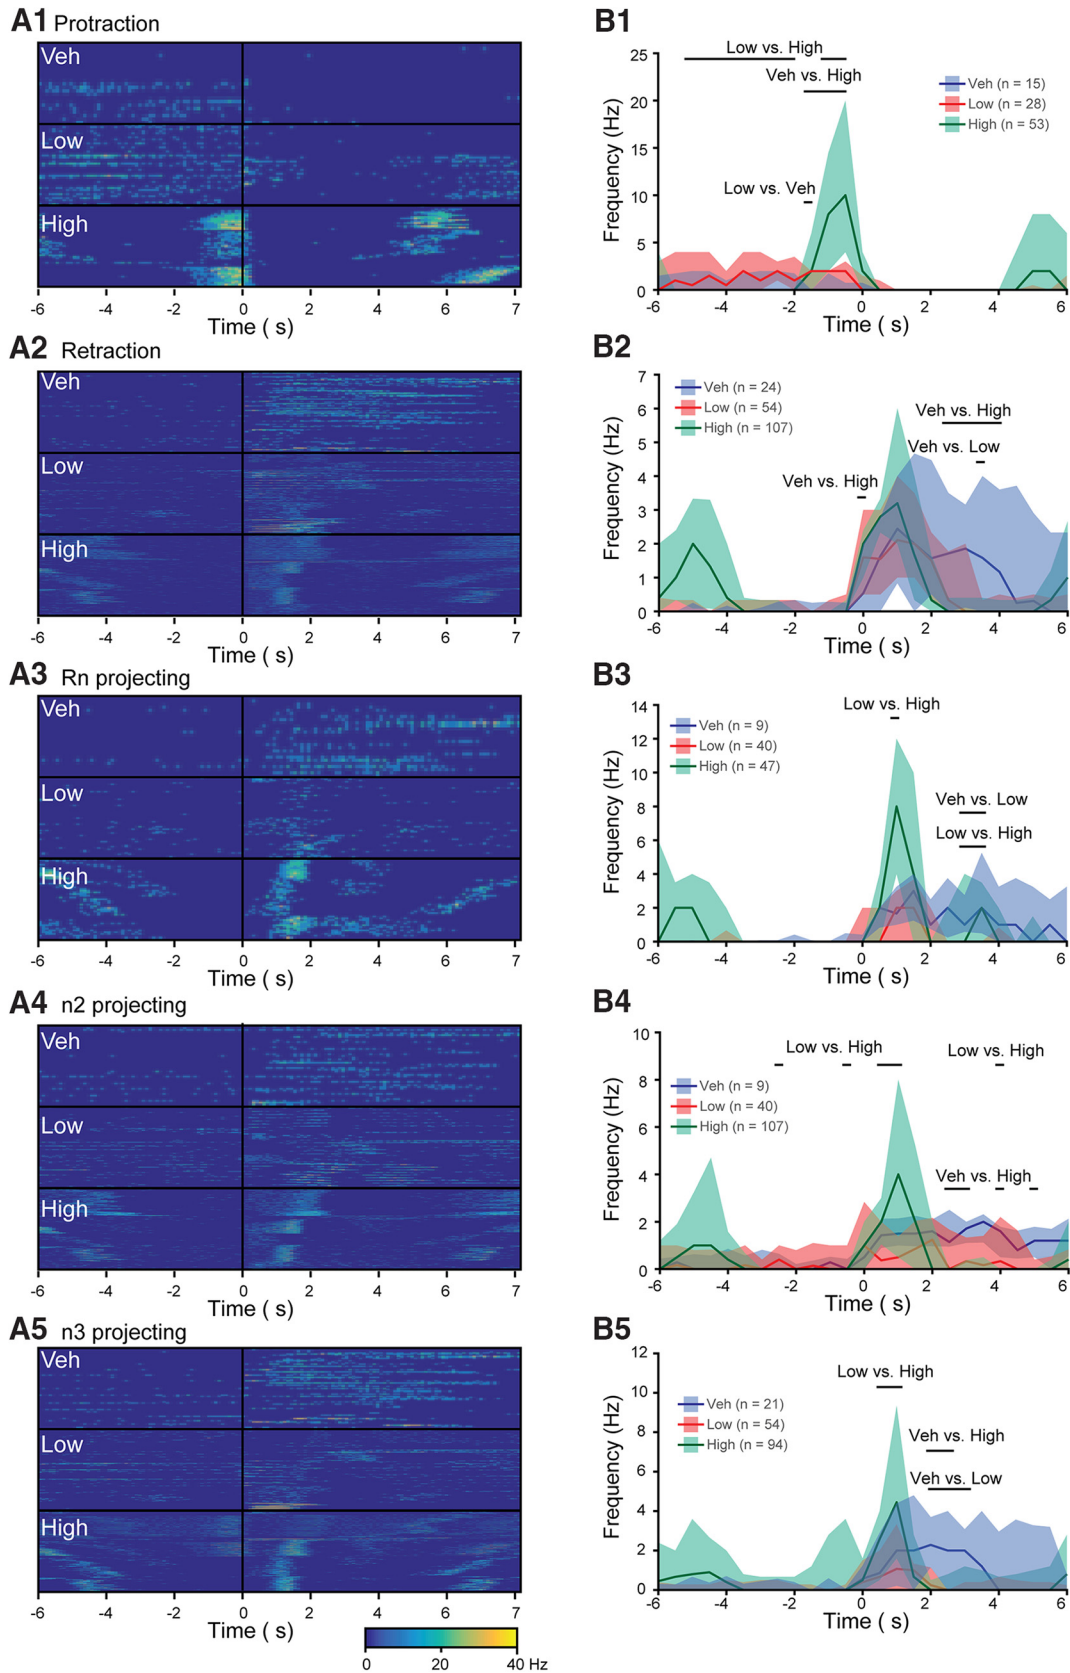 A1 Protraction
Veh
Low
High
-6 -4 -2 0 2 4 6 7
Time ( s)
B1
Low vs. High
Veh vs. High
Low vs. Veh
Veh (n = 15)
Low (n = 28)
High (n = 53)
Frequency (Hz)
25
20
15
10
5
0
-6 -4 -2 0 2 4 6
Time ( s)
A2 Retraction
Veh
Low
High
-6 -4 -2 0 2 4 6 7
Time ( s)
B2
Veh (n = 24)
Low (n = 54)
High (n = 107)
Veh vs. High
Veh vs. Low
Veh vs. High
Frequency (Hz)
7
6
5
4
3
2
1
0
-6 -4 -2 0 2 4 6
Time ( s)
A3 Rn projecting
Veh
Low
High
-6 -4 -2 0 2 4 6 7
Time ( s)
B3
Low vs. High
Veh (n = 9)
Low (n = 40)
High (n = 47)
Veh vs. Low
Low vs. High
Frequency (Hz)
14
12
10
8
6
4
2
0
-6 -4 -2 0 2 4 6
Time ( s)
A4 n2 projecting
Veh
Low
High
-6 -4 -2 0 2 4 6 7
Time ( s)
B4
Low vs. High
Low vs. High
Veh (n = 9)
Low (n = 40)
High (n = 107)
Veh vs. High
Frequency (Hz)
10
8
6
4
2
0
-6 -4 -2 0 2 4 6
Time ( s)
A5 n3 projecting
Veh
Low
High
-6 -4 -2 0 2 4 6 7
Time ( s)
0 20 40 Hz
B5
Low vs. High
Veh (n = 21)
Low (n = 54)
High (n = 94)
Veh vs. High
Veh vs. Low
Frequency (Hz)
12
10
8
6
4
2
0
-6 -4 -2 0 2 4 6
Time ( s)